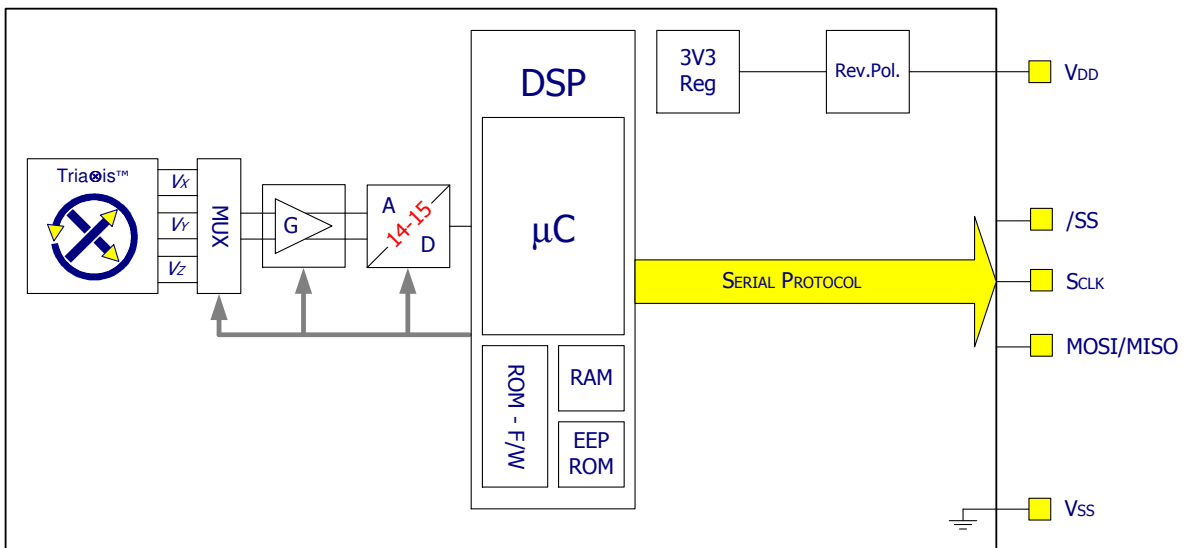 Tria⊗is™
VX
VY
VZ
MUX
G
A
14-15
D
DSP
µC
ROM - F/W
RAM
EEP
ROM
3V3
Reg
Rev.Pol.
SERIAL PROTOCOL
VDD
/SS
SCLK
MOSI/MISO
VSS